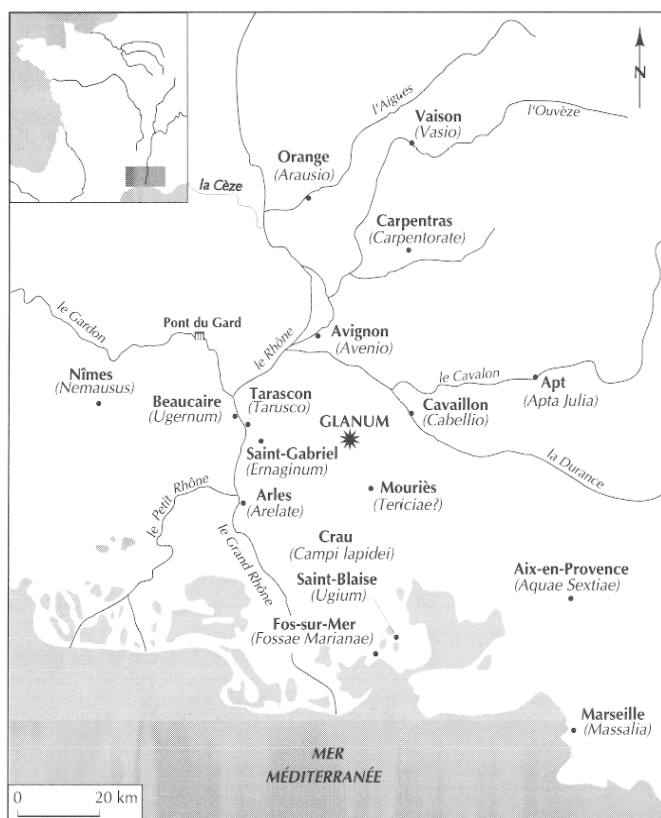 N
l'Aigues
Vaison
(Vasio)
l'Ouvèze
Orange
(Arausio)
la Cèze
Carpentras
(Carpentorate)
le Gardon
Pont du Gard
le Rhône
Avignon
(Avenio)
Nîmes
(Nemausus)
le Cavalon
Apt
(Apta Julia)
Beaucaire
(Ugernum)
Tarascon
(Tarusco)
GLANUM
Cavaillon
(Cabellio)
Saint-Gabriel
(Ernaginum)
la Durance
le Petit Rhône
Arles
(Arelate)
Mouriès
(Tericiae?)
le Grand Rhône
Crau
(Campi lapidei)
Saint-Blaise
(Ugium)
Aix-en-Provence
(Aquae Sextiae)
Fos-sur-Mer
(Fossae Marianae)
Marseille
(Massalia)
MER
MÉDITERRANÉE
0 20 km